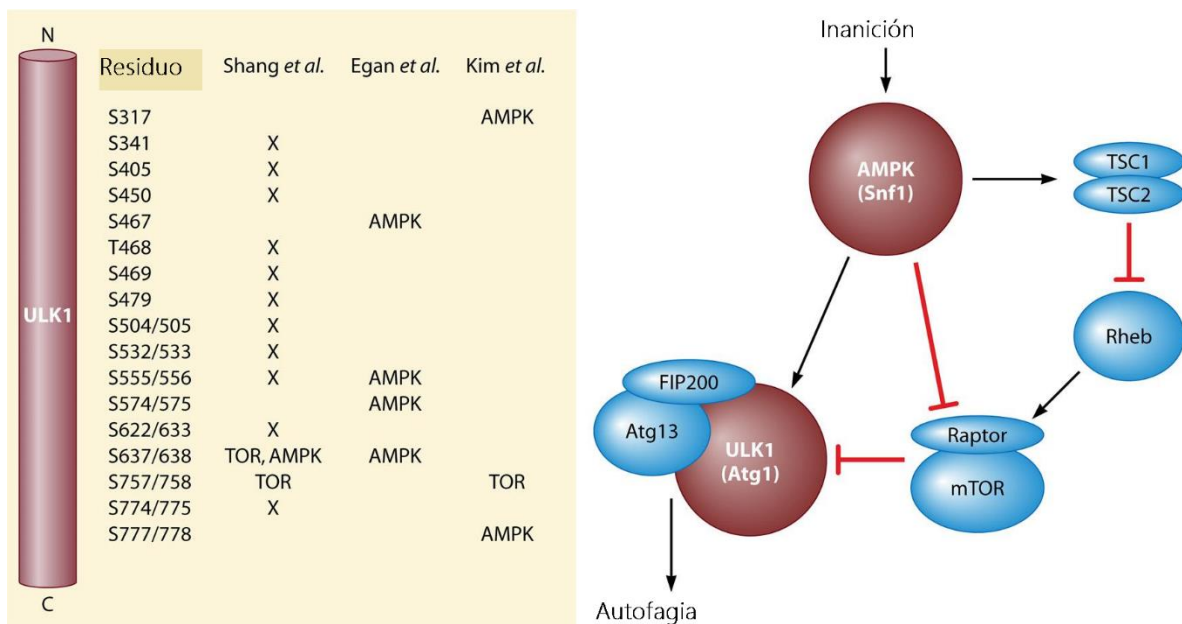 N
Residuo Shang et al. Egan et al. Kim et al.
S317 AMPK
S341 X
S405 X
S450 X
S467 AMPK
T468 X
S469 X
S479 X
S504/505 X
S532/533 X
S555/556 X AMPK
S574/575 AMPK
S622/633 X
S637/638 TOR, AMPK AMPK
S757/758 TOR TOR
S774/775 X
S777/778 AMPK
ULK1
C
Inanición
AMPK
(Snf1)
TSC1
TSC2
Rheb
FIP200
Atg13
ULK1
(Atg1)
Raptor
mTOR
Autofagia